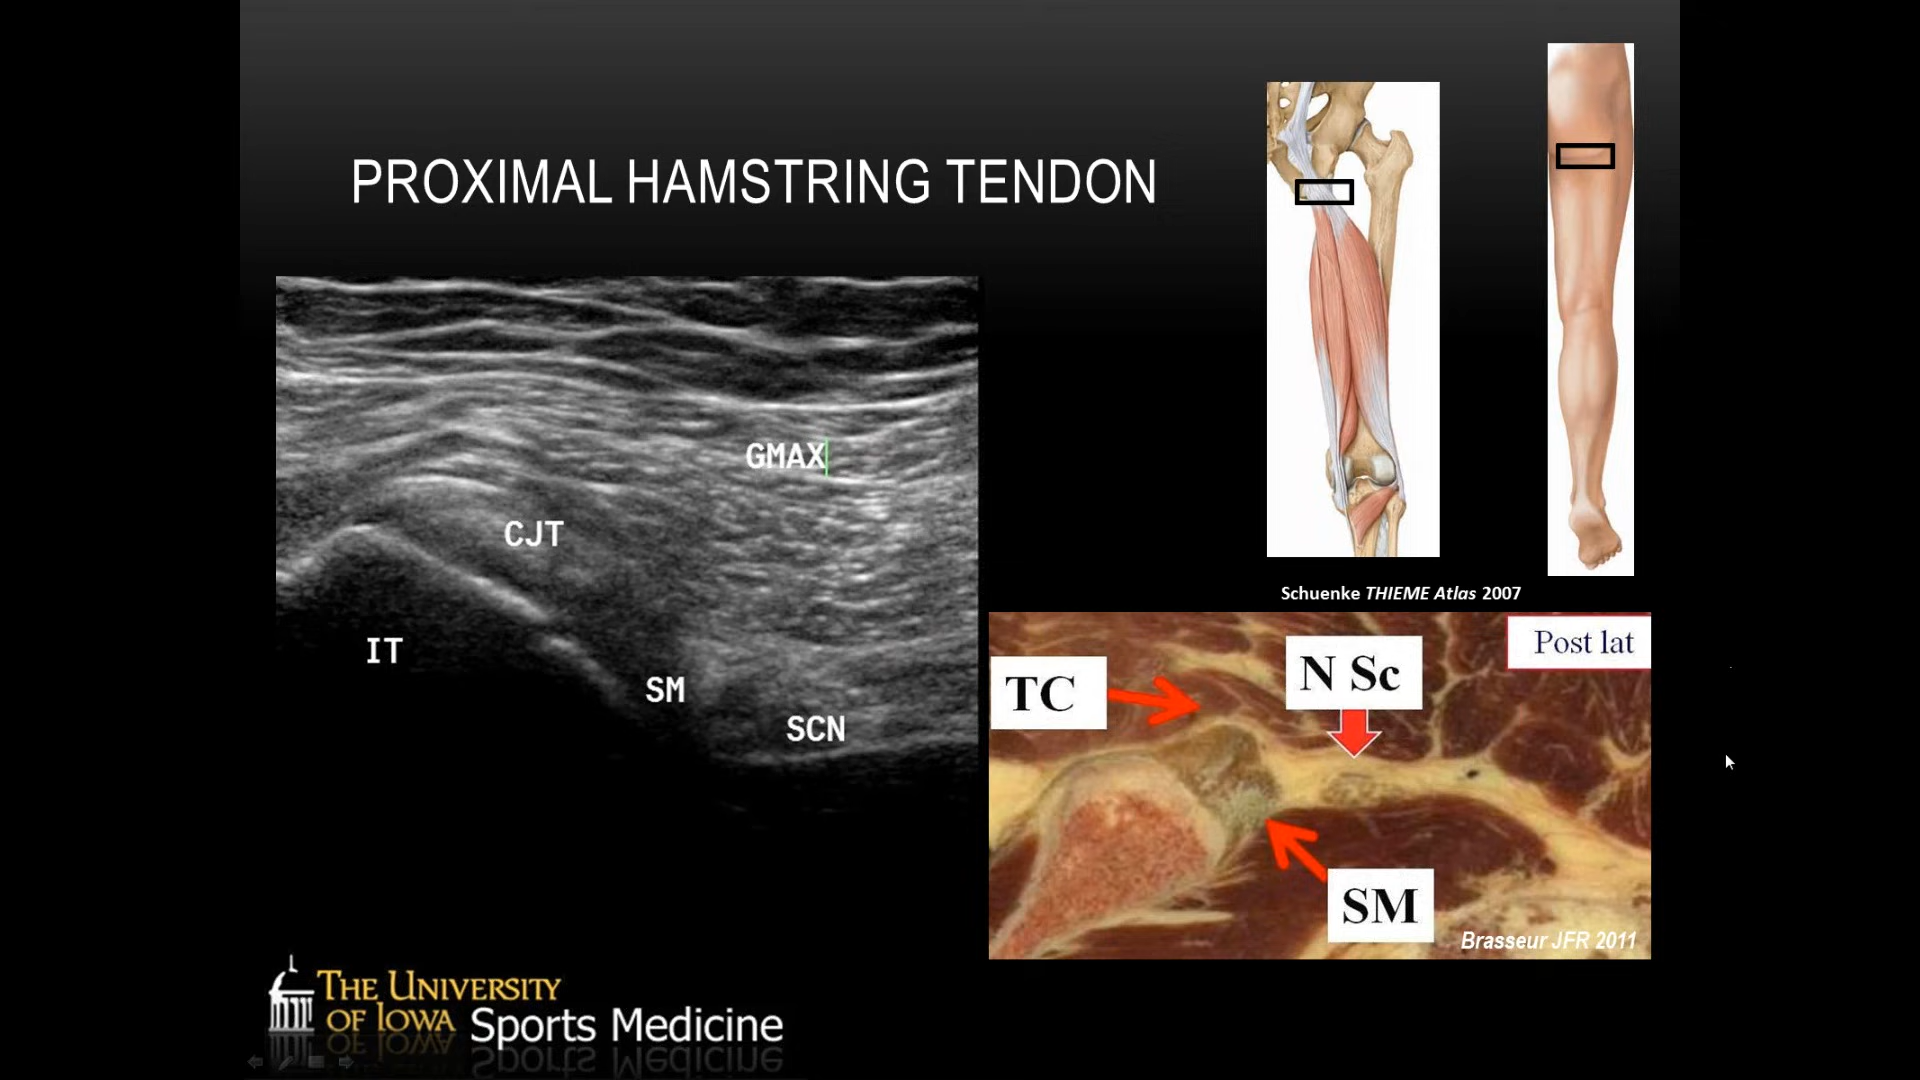 PROXIMAL HAMSTRING TENDON
GMAX
CJT
IT
SM
SCN
Schuenke THIEME Atlas 2007
Post lat
TC
N Sc
SM
Brasseur JFR 2011
THE UNIVERSITY
OF IOWA Sports Medicine